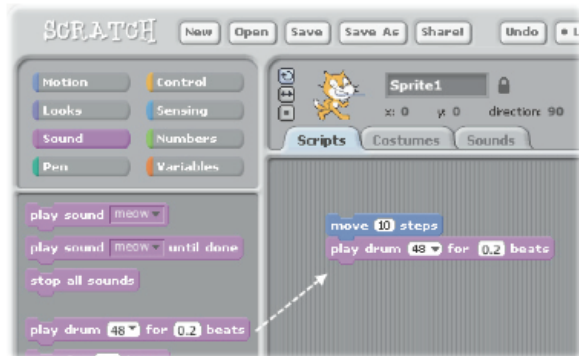 SCRATCH New Open Save Save As Share! Undo L
Motion Control
Looks Sensing
Sound Numbers
Pen Variables
Sprite1
x: 0 y: 0 direction: 90
Scripts Costumes Sounds
play sound meow
play sound meow until done
stop all sounds
play drum 48 for 0.2 beats
move 10 steps
play drum 48 for 0.2 beats